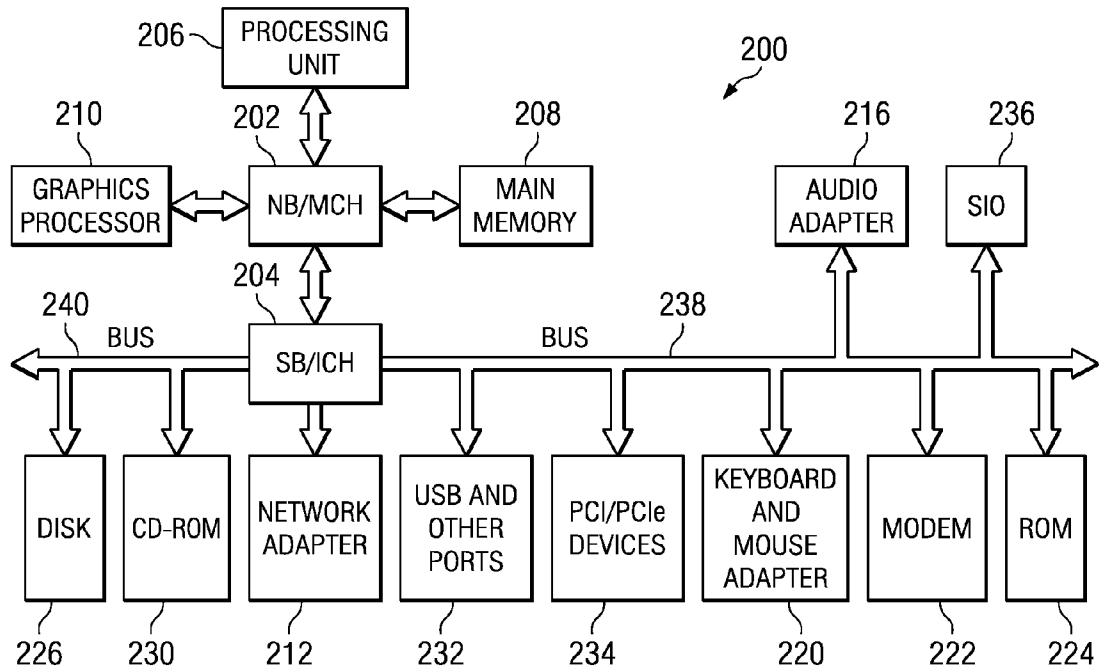 206
PROCESSING
UNIT
200
210
202
208
216
236
GRAPHICS
PROCESSOR
NB/MCH
MAIN
MEMORY
AUDIO
ADAPTER
SIO
204
240
BUS
SB/ICH
BUS
238
DISK
CD-ROM
NETWORK
ADAPTER
USB AND
OTHER
PORTS
PCI/PCIe
DEVICES
KEYBOARD
AND
MOUSE
ADAPTER
MODEM
ROM
226
230
212
232
234
220
222
224